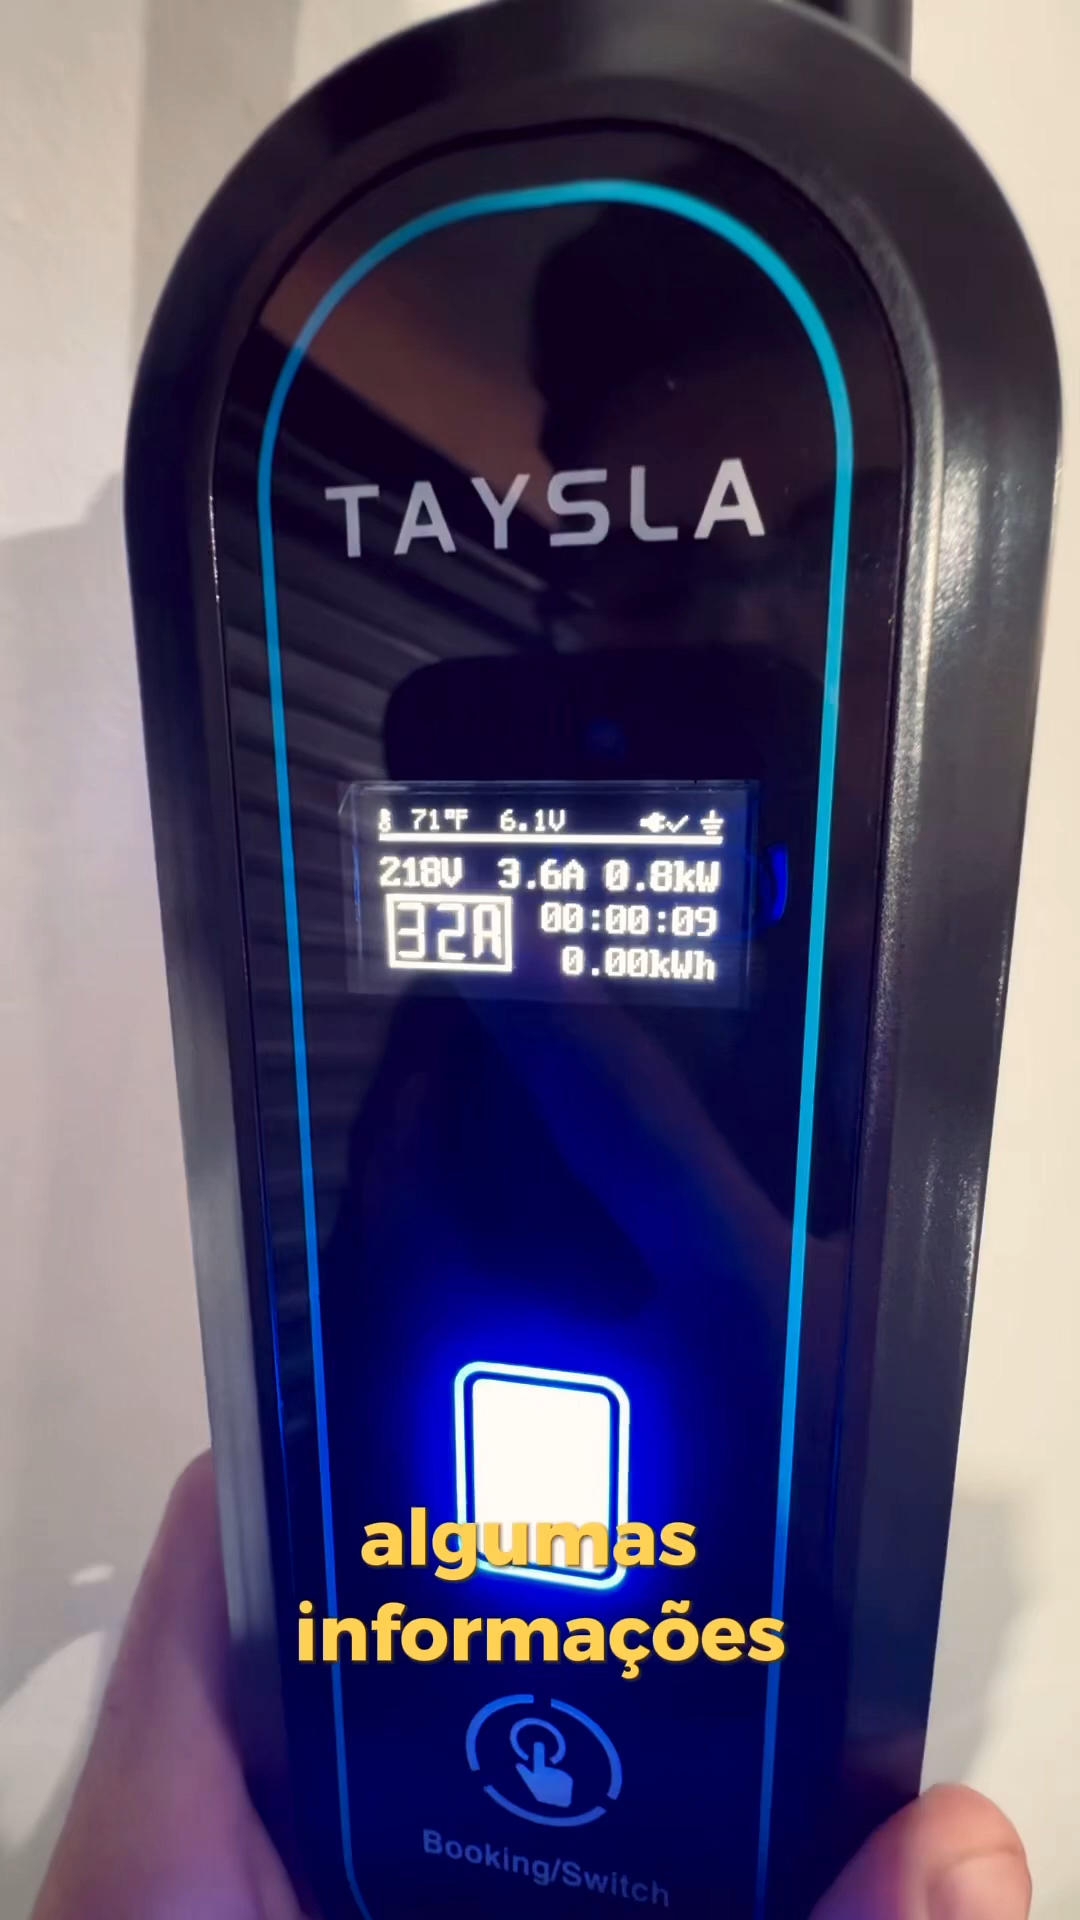 TAYSLA
71°F 6.1V
218V 3.6A 0.8kW
32A 00:00:09
0.00kWh
algumas
informações
Booking/Switch